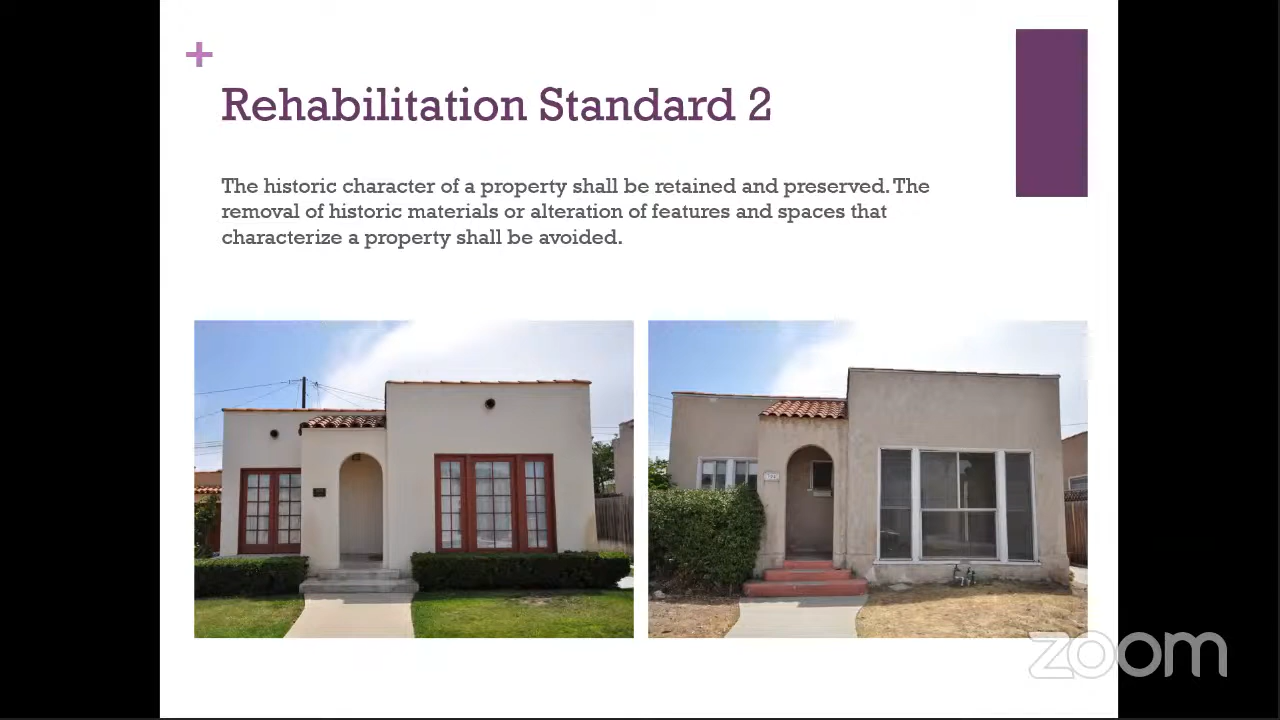 +
Rehabilitation Standard 2
The historic character of a property shall be retained and preserved. The
removal of historic materials or alteration of features and spaces that
characterize a property shall be avoided.
zoom